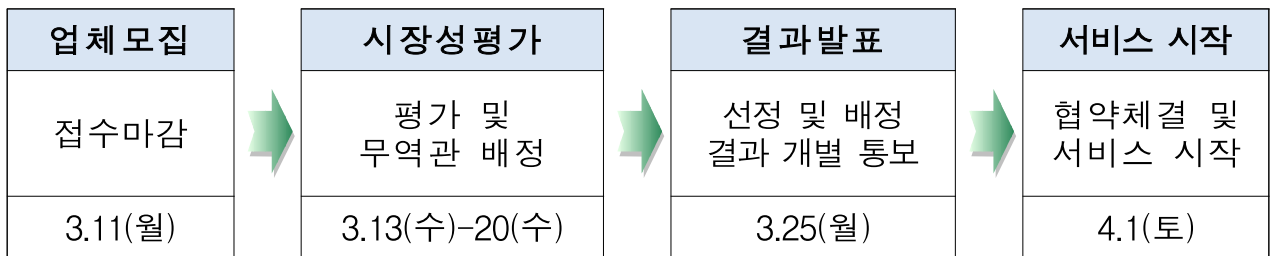 업체모집
접수마감
3.11(월)
시장성평가
평가 및
무역관 배정
3.13(수)-20(수)
결과발표
선정 및 배정
결과 개별 통보
3.25(월)
서비스 시작
협약체결 및
서비스 시작
4.1(토)